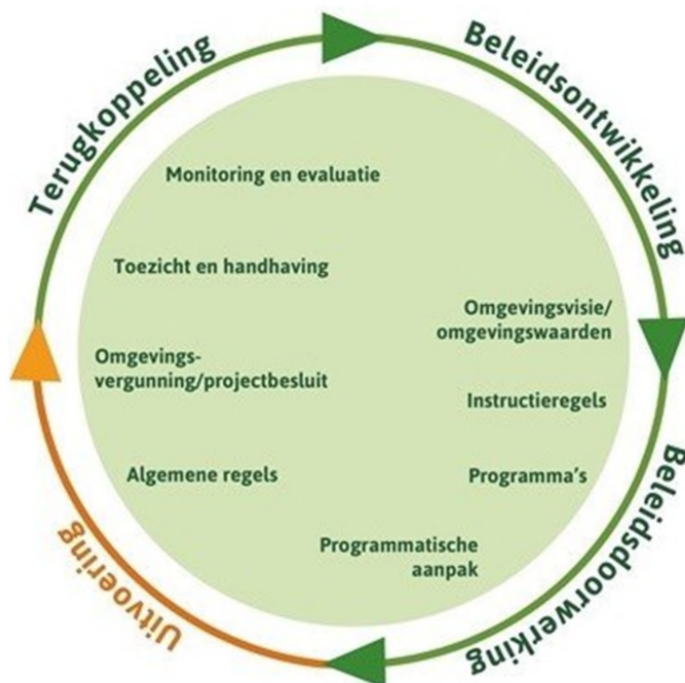 Terugkoppeling
Beleidsontwikkeling
Monitoring en evaluatie
Toezicht en handhaving
Omgevingsvisie/
omgevingswaarden
Omgevings-
vergunning/projectbesluit
Instructieregels
Algemene regels
Programma's
Programmatische
aanpak
Uitvoering
Beleidsdoorwerking